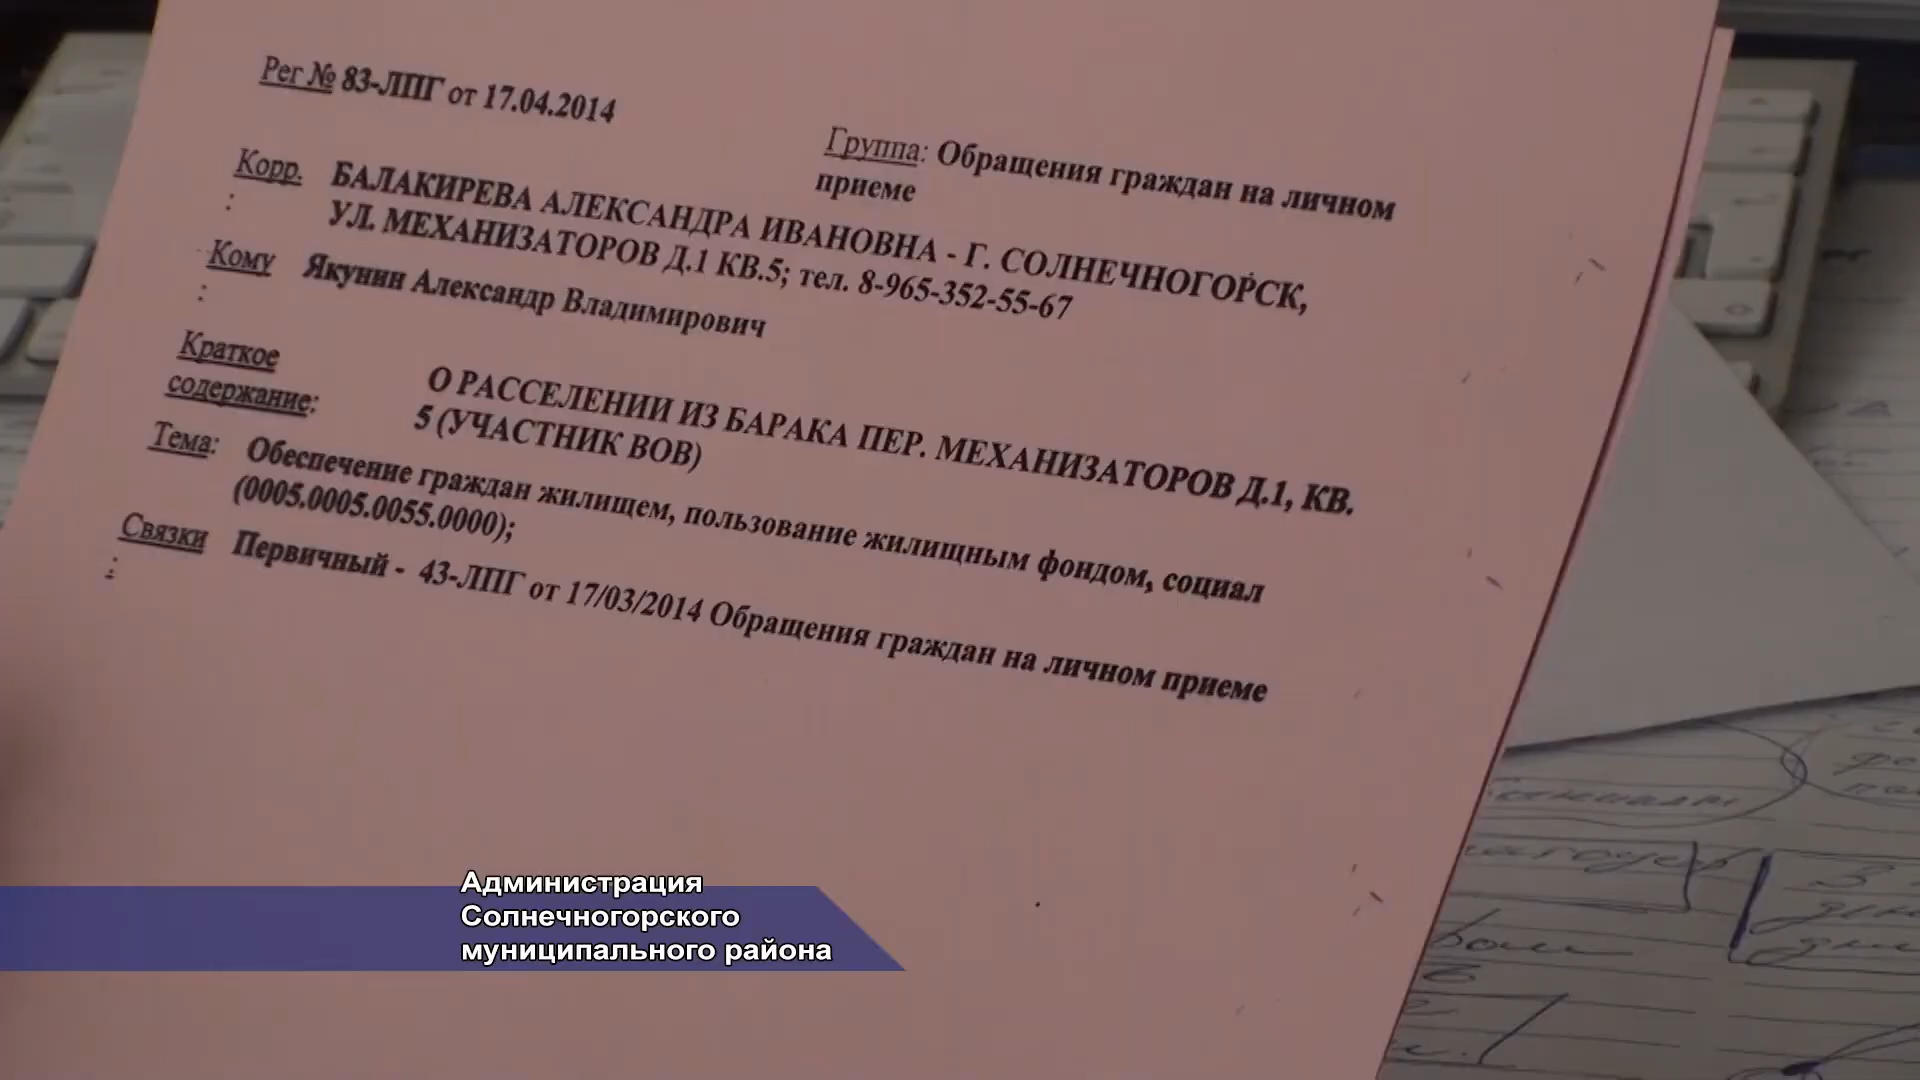 Рег № 83-ЛПГ от 17.04.2014
Группа: Обращения граждан на личном
приеме
Корр. БАЛАКИРЕВА АЛЕКСАНДРА ИВАНОВНА - Г. СОЛНЕЧНОГОРСК,
: УЛ. МЕХАНИЗАТОРОВ Д.1 КВ.5; тел. 8-965-352-55-67
Кому Якунин Александр Владимирович
:
Краткое
содержание:
О РАССЕЛЕНИИ ИЗ БАРАКА ПЕР. МЕХАНИЗАТОРОВ Д.1, КВ.
5 (УЧАСТНИК ВОВ)
Тема: Обеспечение граждан жилищем, пользование жилищным фондом, социал
(0005.0005.0055.0000);
Связки Первичный - 43-ЛПГ от 17/03/2014 Обращения граждан на личном приеме
:
Администрация
Солнечногорского
муниципального района